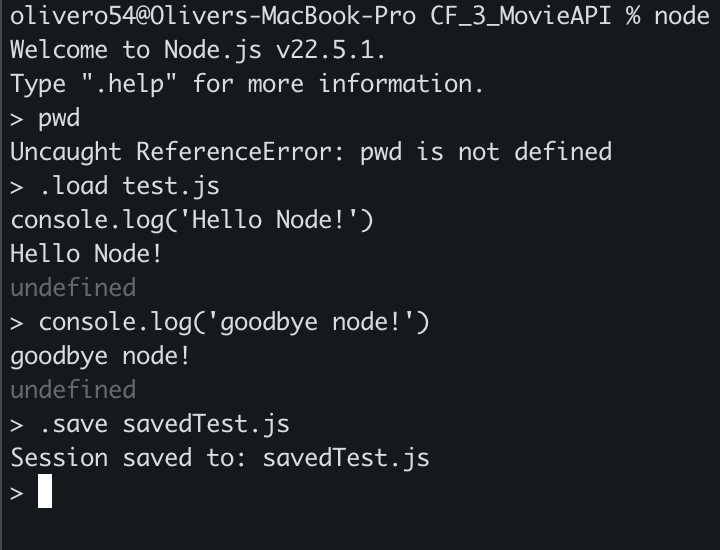 olivero54@Olivers-MacBook-Pro CF_3_MovieAPI % node
Welcome to Node.js v22.5.1.
Type ".help" for more information.
> pwd
Uncaught ReferenceError: pwd is not defined
> .load test.js
console.log('Hello Node!')
Hello Node!
undefined
> console.log('goodbye node!')
goodbye node!
undefined
> .save savedTest.js
Session saved to: savedTest.js
>